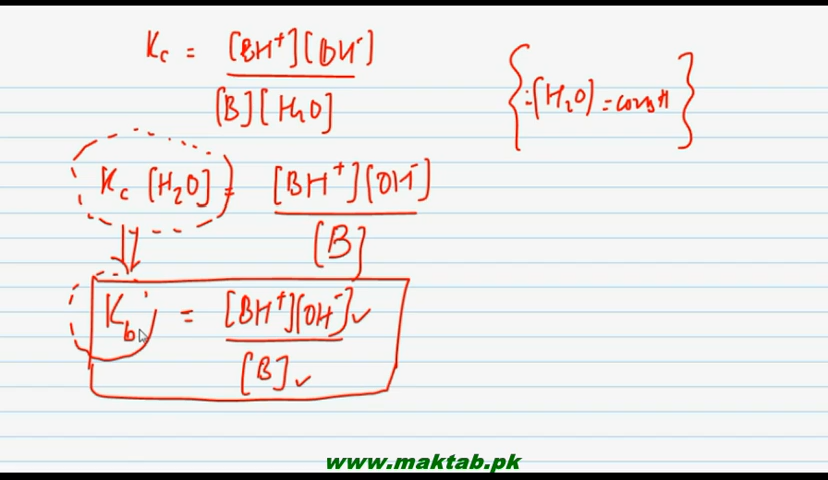 Kc = [BH⁺][OH⁻]
[B][H₂O]
{∵[H₂O] = const}
Kc [H₂O] = [BH⁺][OH⁻]
[B]
Kb = [BH⁺][OH⁻] ✓
[B] ✓
www.maktab.pk